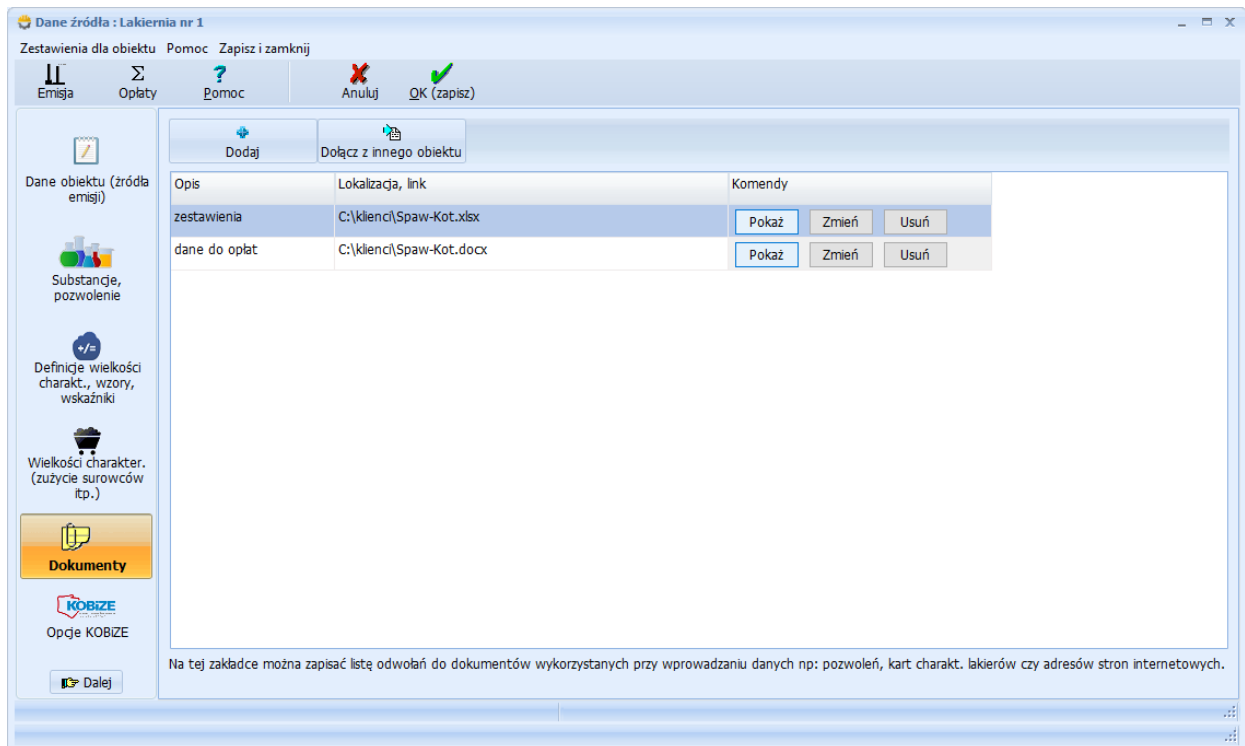 Dane źródła : Lakiernia nr 1
Zestawienia dla obiektu Pomoc Zapisz i zamknij
Emisja Opłaty Pomoc Anuluj OK (zapisz)
Dodaj Dołącz z innego obiektu
Dane obiektu (źródła
emisji)
Substancje,
pozwolenie
+/=
Definicje wielkości
charakt., wzory,
wskaźniki
Wielkości charakter.
(zużycie surowców
itp.)
Dokumenty
KOBiZE
Opcje KOBiZE
Dalej
Opis Lokalizacja, link Komendy
zestawienia C:\klienci\Spaw-Kot.xlsx Pokaż Zmień Usuń
dane do opłat C:\klienci\Spaw-Kot.docx Pokaż Zmień Usuń
Na tej zakładce można zapisać listę odwołań do dokumentów wykorzystanych przy wprowadzaniu danych np: pozwoleń, kart charakt. lakierów czy adresów stron internetowych.